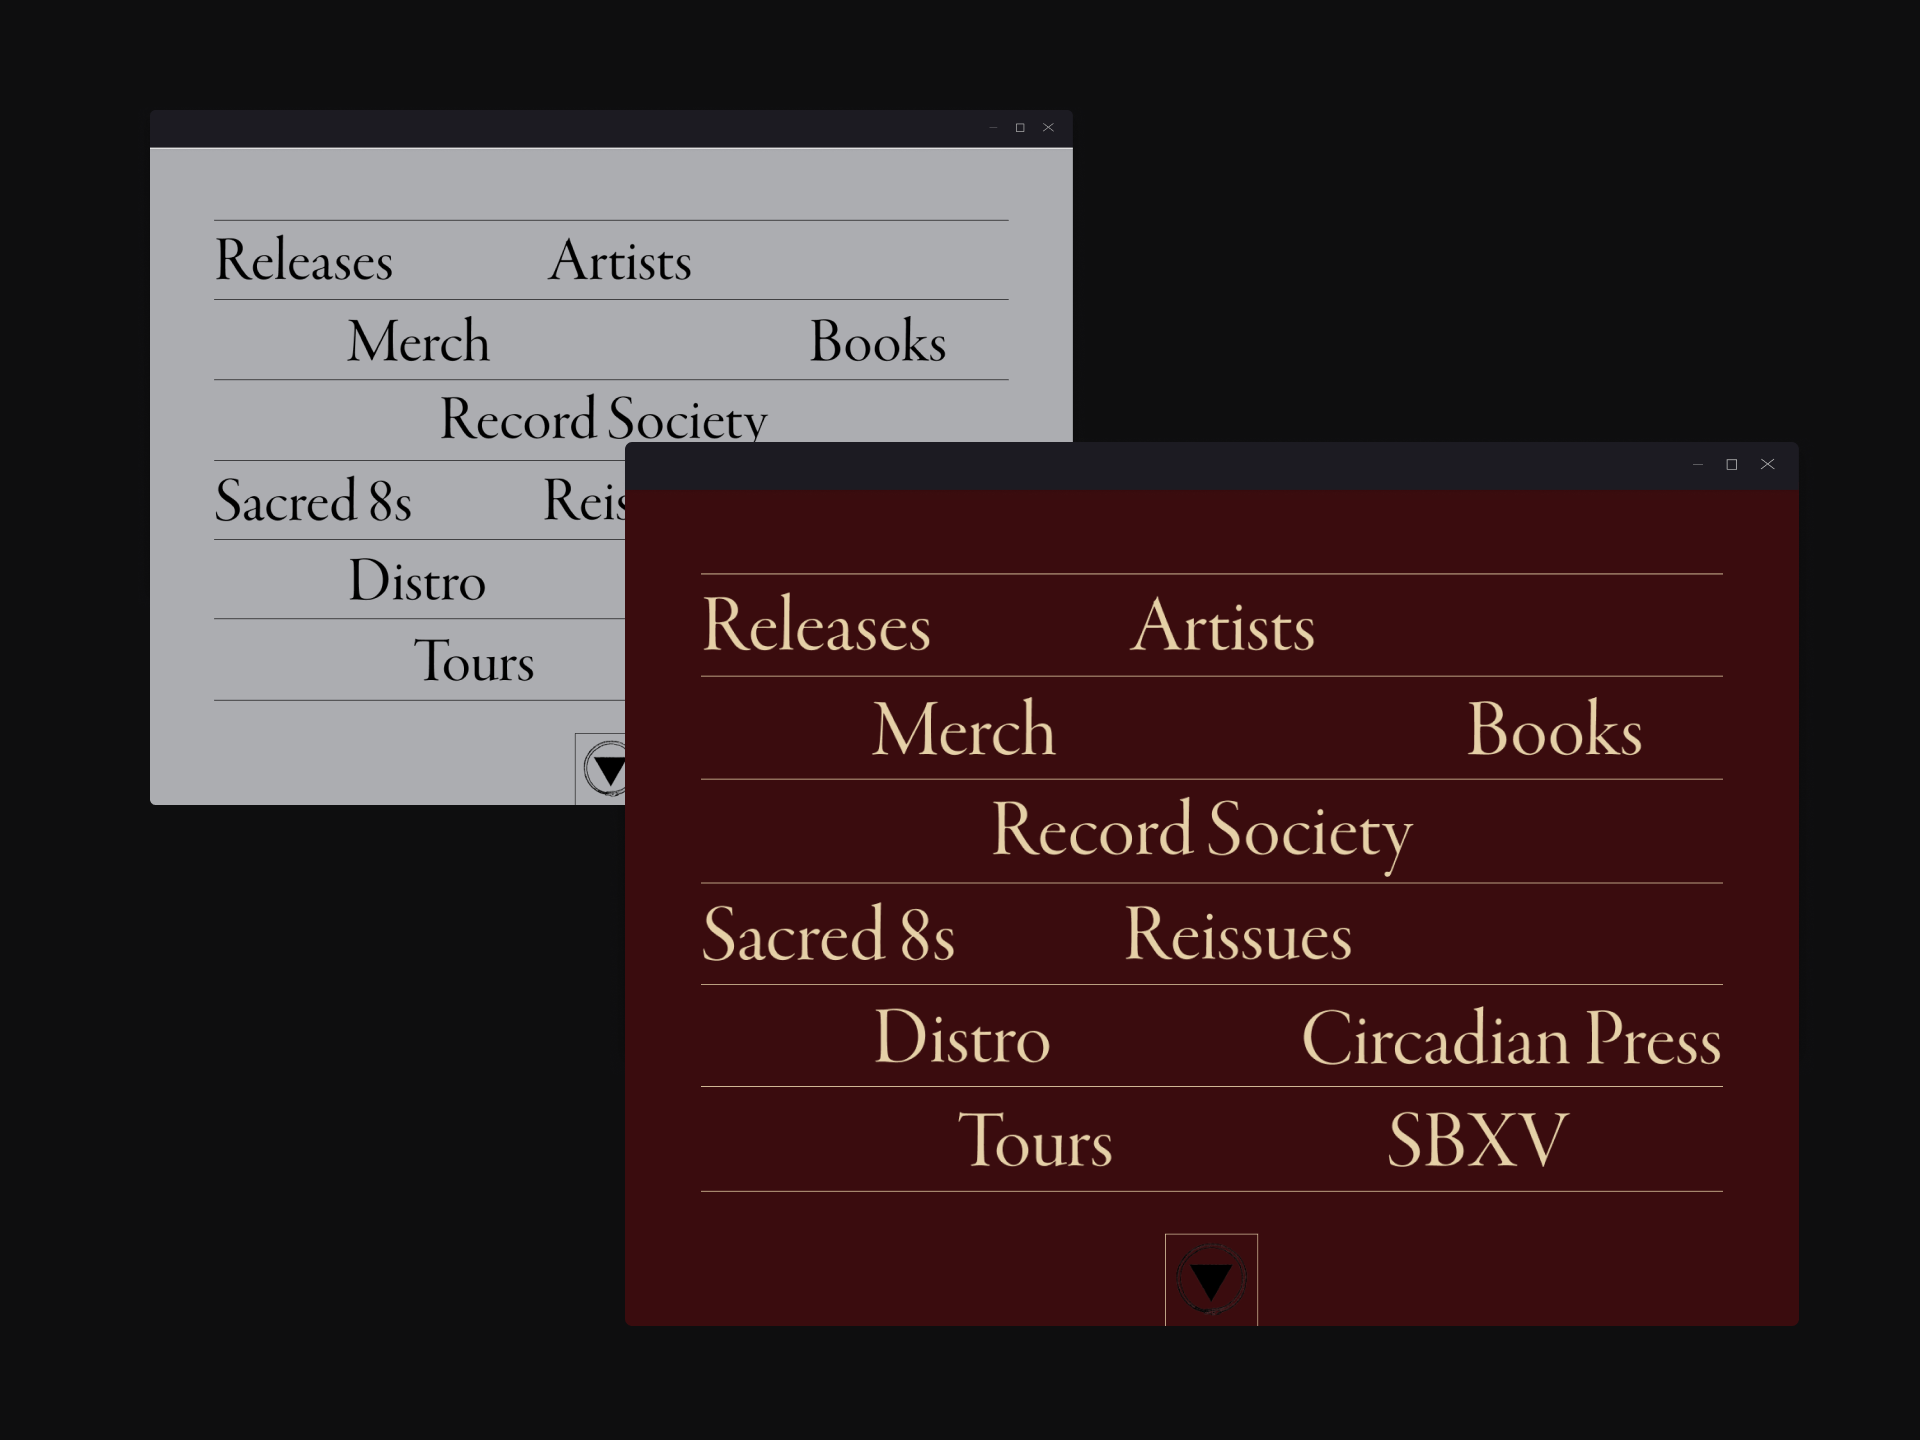 Releases Artists
Merch Books
Record Society
Sacred 8s Reis
Distro
Tours
Releases Artists
Merch Books
Record Society
Sacred 8s Reissues
Distro Circadian Press
Tours SBXV